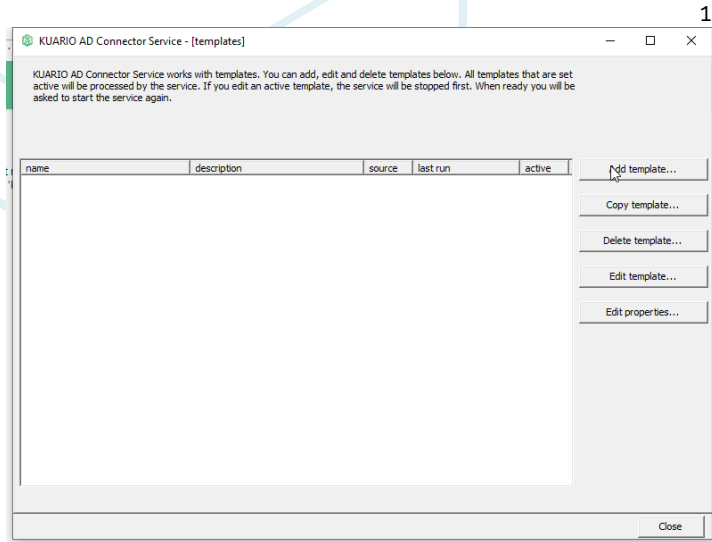 1
KUARIO AD Connector Service - [templates]
KUARIO AD Connector Service works with templates. You can add, edit and delete templates below. All templates that are set
active will be processed by the service. If you edit an active template, the service will be stopped first. When ready you will be
asked to start the service again.
name description source last run active
Add template...
Copy template...
Delete template...
Edit template...
Edit properties...
Close